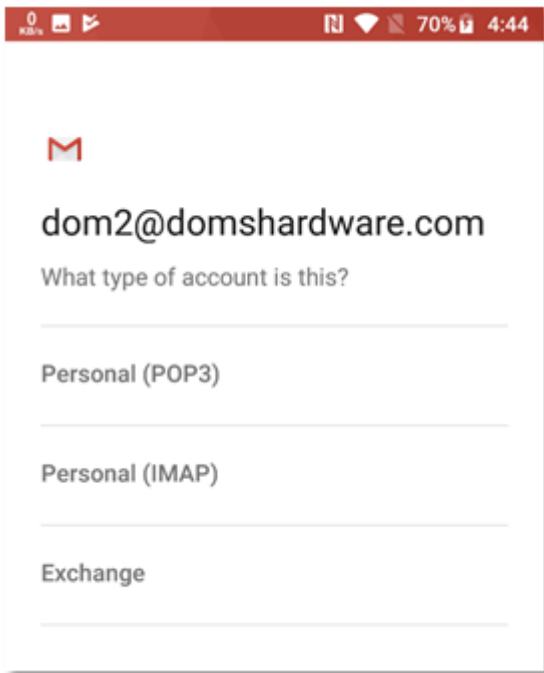 0 KB/s 70% 4:44
dom2@domshardware.com
What type of account is this?
Personal (POP3)
Personal (IMAP)
Exchange